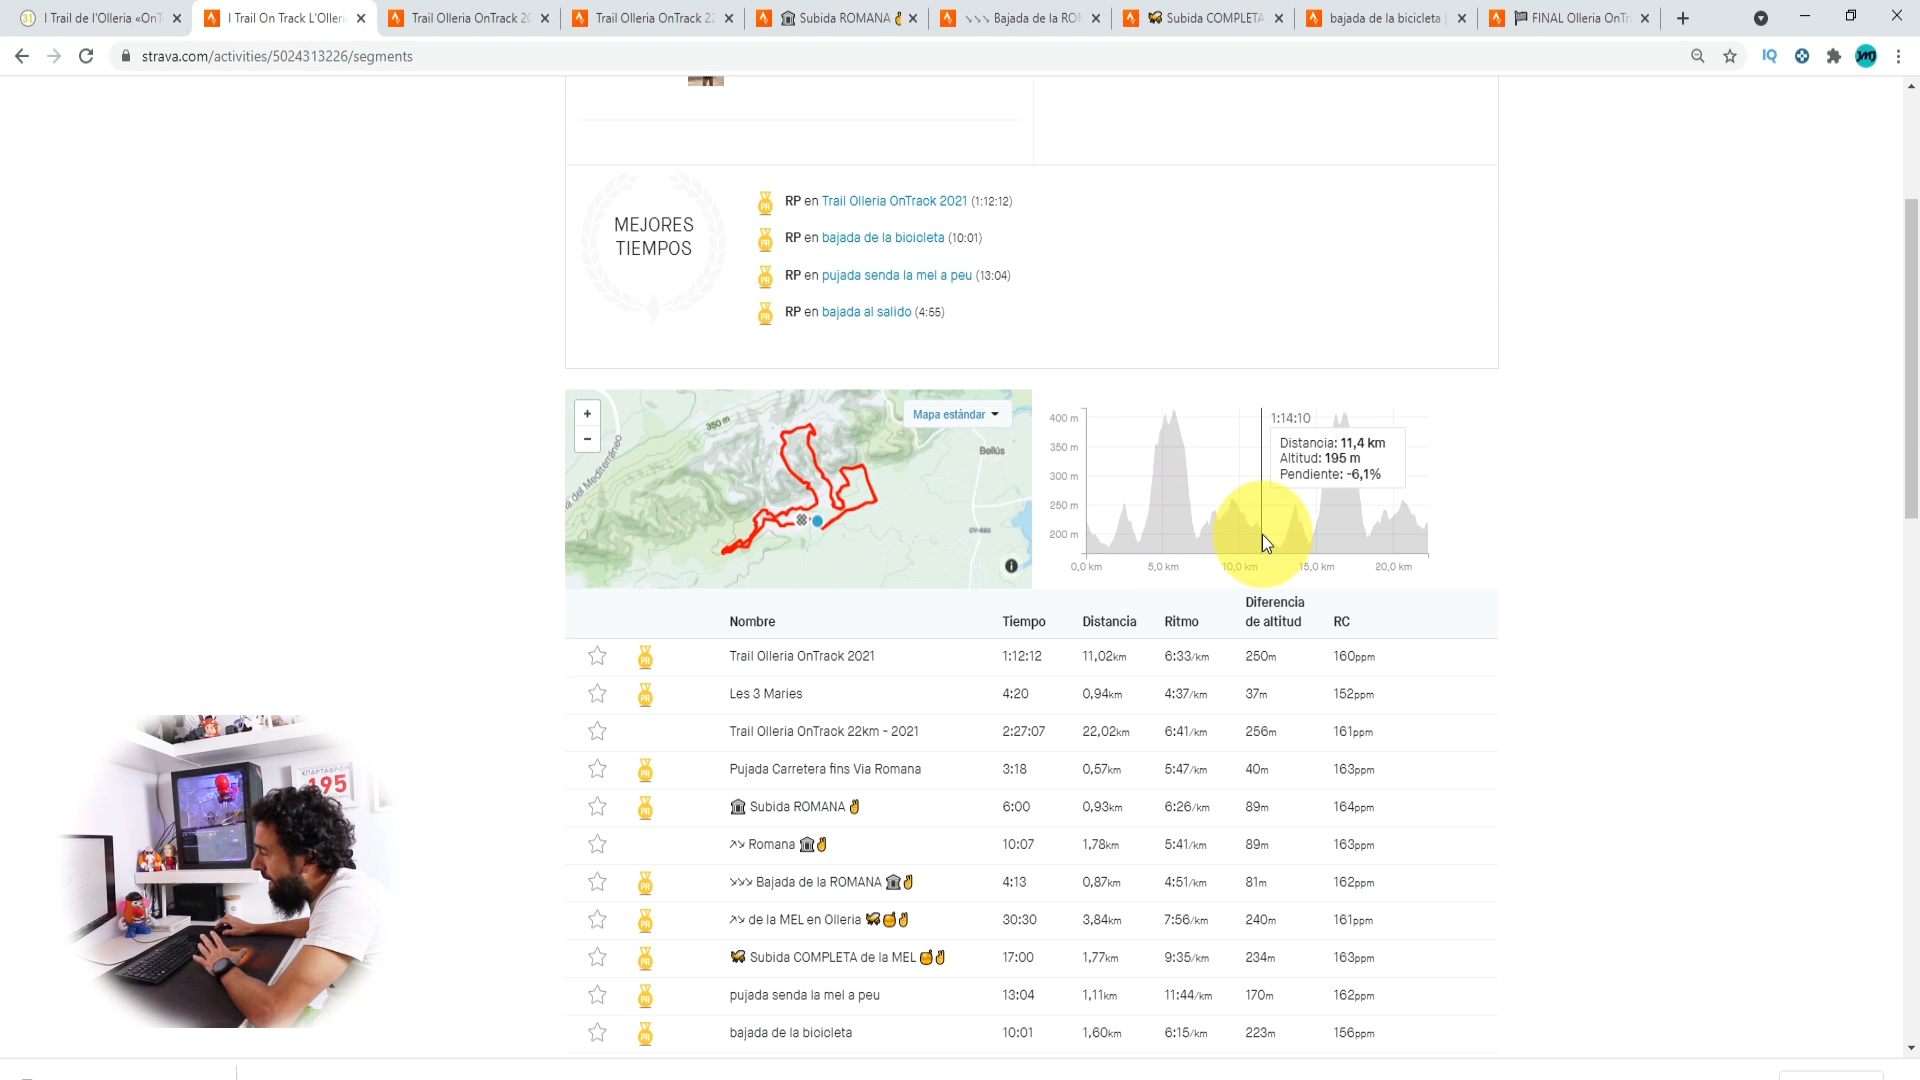 I Trail de l'Olleria «OnT
I Trail On Track L'Olleri
Trail Olleria OnTrack 20
Trail Olleria OnTrack 22
🏛 Subida ROMANA ✌
↘↘↘ Bajada de la RO
Subida COMPLETA
bajada de la bicicleta |
🏁 FINAL Olleria OnTr
strava.com/activities/5024313226/segments
IQ
MEJORES
TIEMPOS
RP en Trail Olleria OnTrack 2021 (1:12:12)
RP en bajada de la bicicleta (10:01)
RP en pujada senda la mel a peu (13:04)
RP en bajada al salido (4:55)
+
−
350 m
Mapa estándar
Bellús
a del Mediterráneo
CV-620
400 m
350 m
300 m
250 m
200 m
1:14:10
Distancia: 11,4 km
Altitud: 195 m
Pendiente: -6,1%
0,0 km 5,0 km 10,0 km 15,0 km 20,0 km
Nombre Tiempo Distancia Ritmo Diferencia de altitud RC
Trail Olleria OnTrack 2021 1:12:12 11,02km 6:33/km 250m 160ppm
Les 3 Maries 4:20 0,94km 4:37/km 37m 152ppm
Trail Olleria OnTrack 22km - 2021 2:27:07 22,02km 6:41/km 256m 161ppm
Pujada Carretera fins Via Romana 3:18 0,57km 5:47/km 40m 163ppm
🏛 Subida ROMANA ✌ 6:00 0,93km 6:26/km 89m 164ppm
↗↘ Romana 🏛✌ 10:07 1,78km 5:41/km 89m 163ppm
↘↘↘ Bajada de la ROMANA 🏛✌ 4:13 0,87km 4:51/km 81m 162ppm
↗↘ de la MEL en Olleria 🐝🍯✌ 30:30 3,84km 7:56/km 240m 161ppm
🐝 Subida COMPLETA de la MEL 🍯✌ 17:00 1,77km 9:35/km 234m 163ppm
pujada senda la mel a peu 13:04 1,11km 11:44/km 170m 162ppm
bajada de la bicicleta 10:01 1,60km 6:15/km 223m 156ppm
195